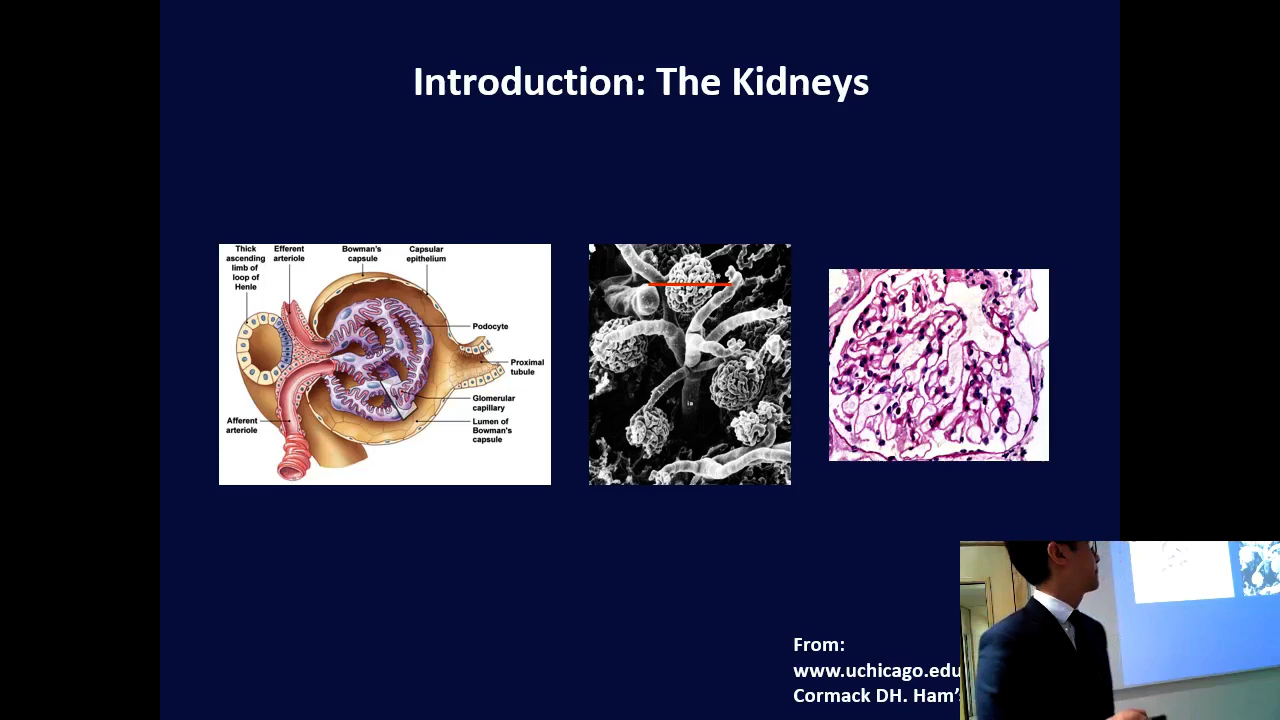 Introduction: The Kidneys
Thick
ascending
limb of
loop of
Henle
Efferent
arteriole
Bowman's
capsule
Capsular
epithelium
Podocyte
Proximal
tubule
Glomerular
capillary
Lumen of
Bowman's
capsule
Afferent
arteriole
ia
From:
www.uchicago.edu
Cormack DH. Ham's